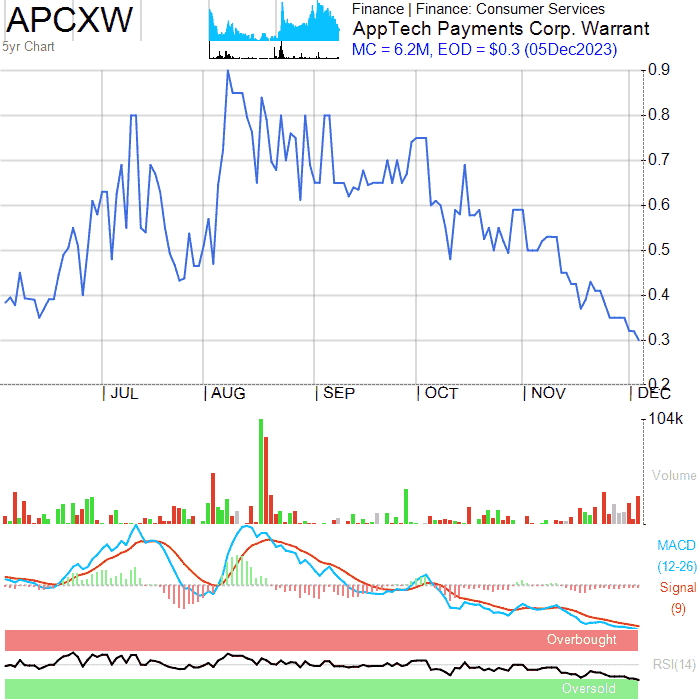 APCXW
5yr Chart
Finance | Finance: Consumer Services
AppTech Payments Corp. Warrant
MC = 6.2M, EOD = $0.3 (05Dec2023)
0.9
0.8
0.7
0.6
0.5
0.4
0.3
0.2
| JUL | AUG | SEP | OCT | NOV | DEC
104k
Volume
MACD
(12-26)
Signal
(9)
Overbought
RSI(14)
Oversold